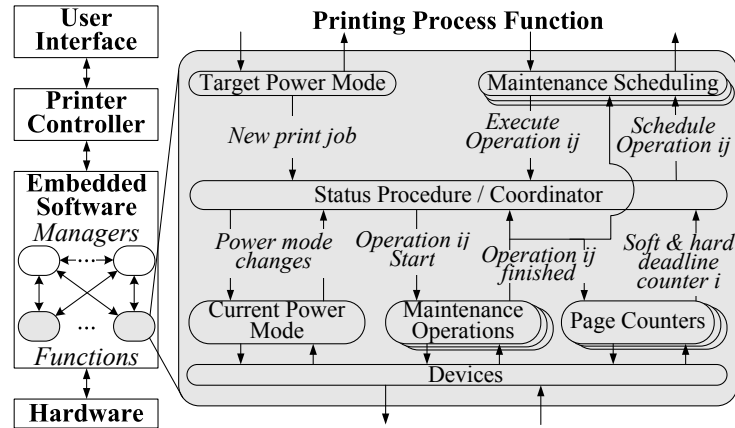 User
Interface
Printer
Controller
Embedded
Software
Managers
...
...
Functions
Hardware
Printing Process Function
Target Power Mode
Maintenance Scheduling
New print job
Execute
Operation ij
Schedule
Operation ij
Status Procedure / Coordinator
Power mode
changes
Operation ij
Start
Operation ij
finished
Soft & hard
deadline
counter i
Current Power
Mode
Maintenance
Operations
Page Counters
Devices